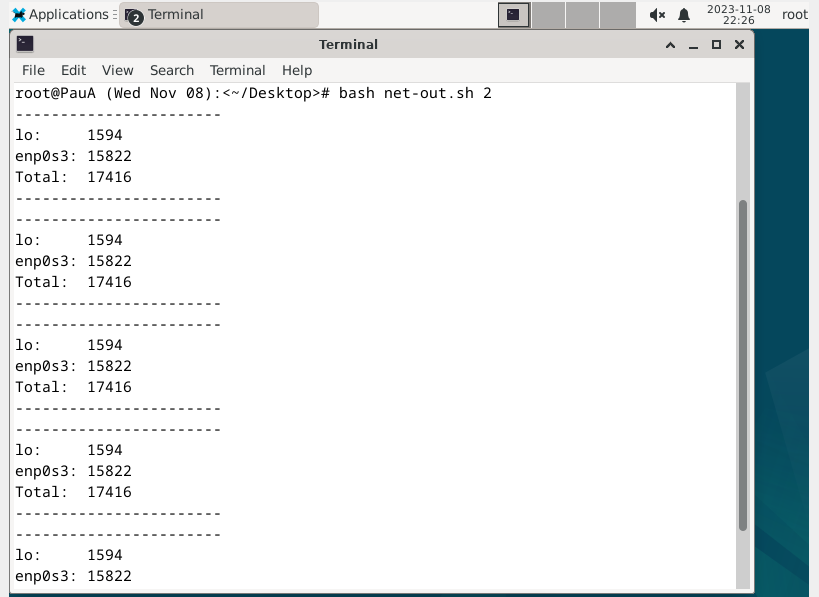 Applications
2
Terminal
2023-11-08
22:26
root
Terminal
File Edit View Search Terminal Help
root@PauA (Wed Nov 08):<~/Desktop># bash net-out.sh 2
-----------------------
lo:     1594
enp0s3: 15822
Total:  17416
-----------------------
-----------------------
lo:     1594
enp0s3: 15822
Total:  17416
-----------------------
-----------------------
lo:     1594
enp0s3: 15822
Total:  17416
-----------------------
-----------------------
lo:     1594
enp0s3: 15822
Total:  17416
-----------------------
-----------------------
lo:     1594
enp0s3: 15822